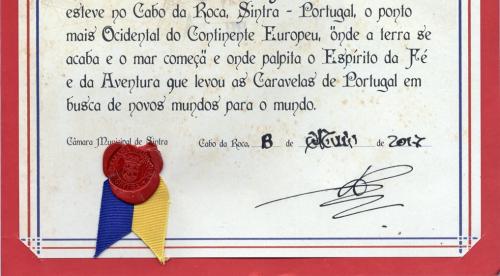 esteve no Cabo da Roca, Sintra - Portugal, o ponto
mais Ocidental do Continente Europeu, "onde a terra se
acaba e o mar começa" e onde palpita o Espírito da Fé
e da Aventura que levou as Caravelas de Portugal em
busca de novos mundos para o mundo.
Câmara Municipal de Sintra
Cabo da Roca, 8 de de 2017